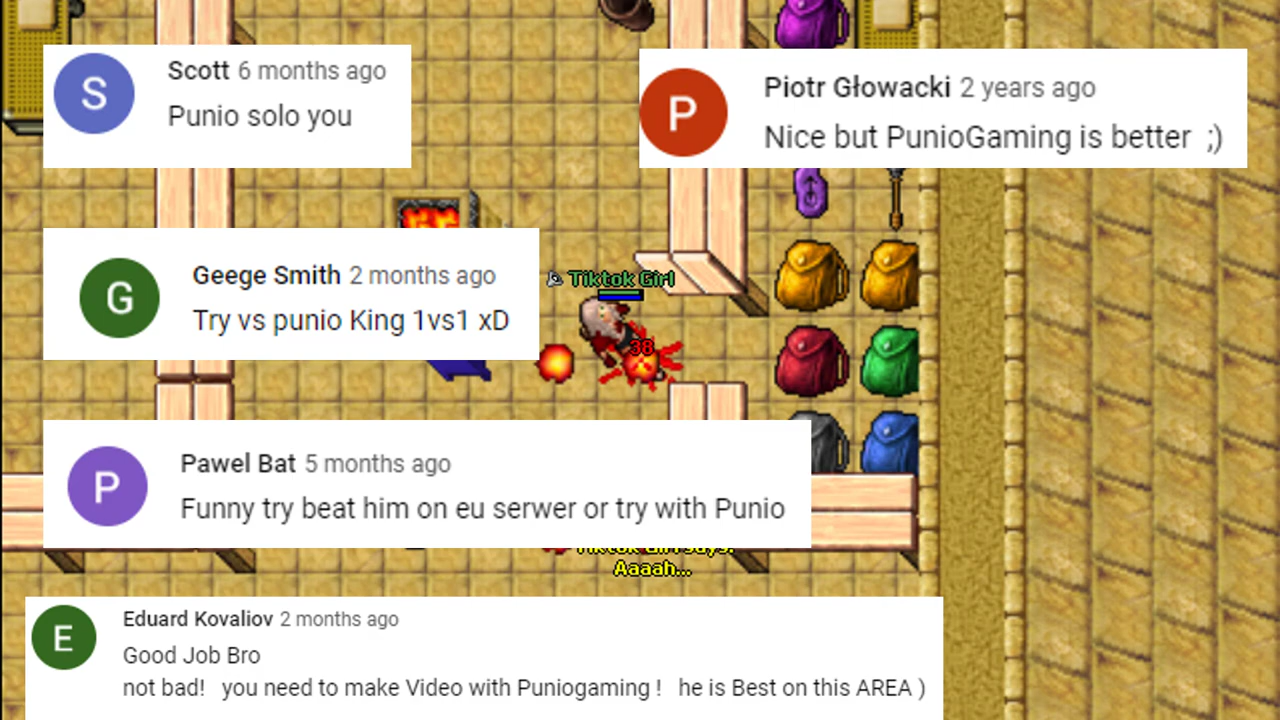 S
Scott 6 months ago
Punio solo you
P
Piotr Głowacki 2 years ago
Nice but PunioGaming is better ;)
G
Geege Smith 2 months ago
Try vs punio King 1vs1 xD
Tiktok Girl
38
P
Pawel Bat 5 months ago
Funny try beat him on eu serwer or try with Punio
Tiktok Girl says:
Aaaah...
E
Eduard Kovaliov 2 months ago
Good Job Bro
not bad! you need to make Video with Puniogaming ! he is Best on this AREA )